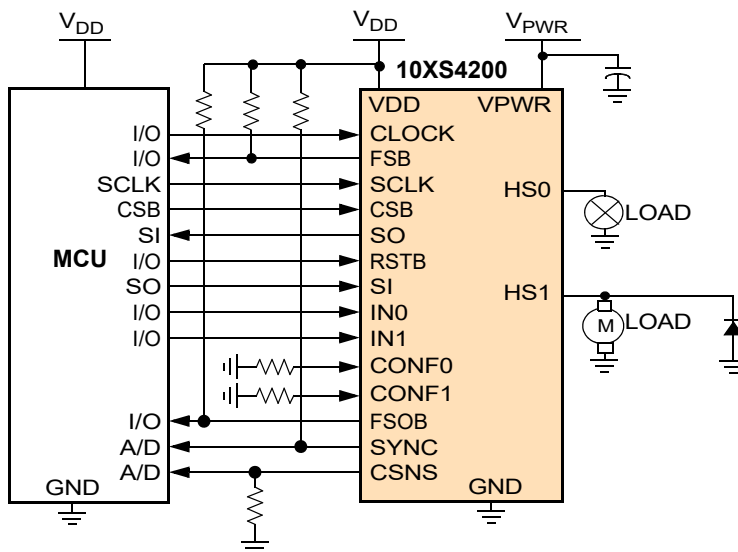 VDD
VDD
VPWR
10XS4200
VDD VPWR
I/O CLOCK
I/O FSB
SCLK SCLK
HS0
CSB CSB
LOAD
SI SO
MCU
I/O RSTB
SO SI
HS1
I/O IN0
M LOAD
I/O IN1
CONF0
CONF1
I/O FSOB
A/D SYNC
A/D CSNS
GND GND